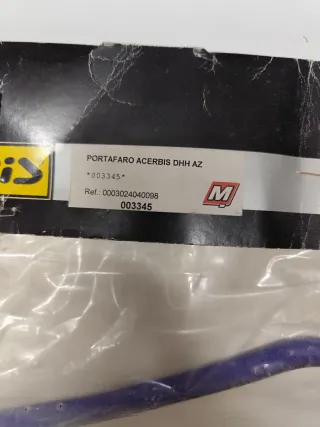 PORTAFARO ACERBIS DHH AZ
*003345*
Ref.: 0003024040098
M
003345